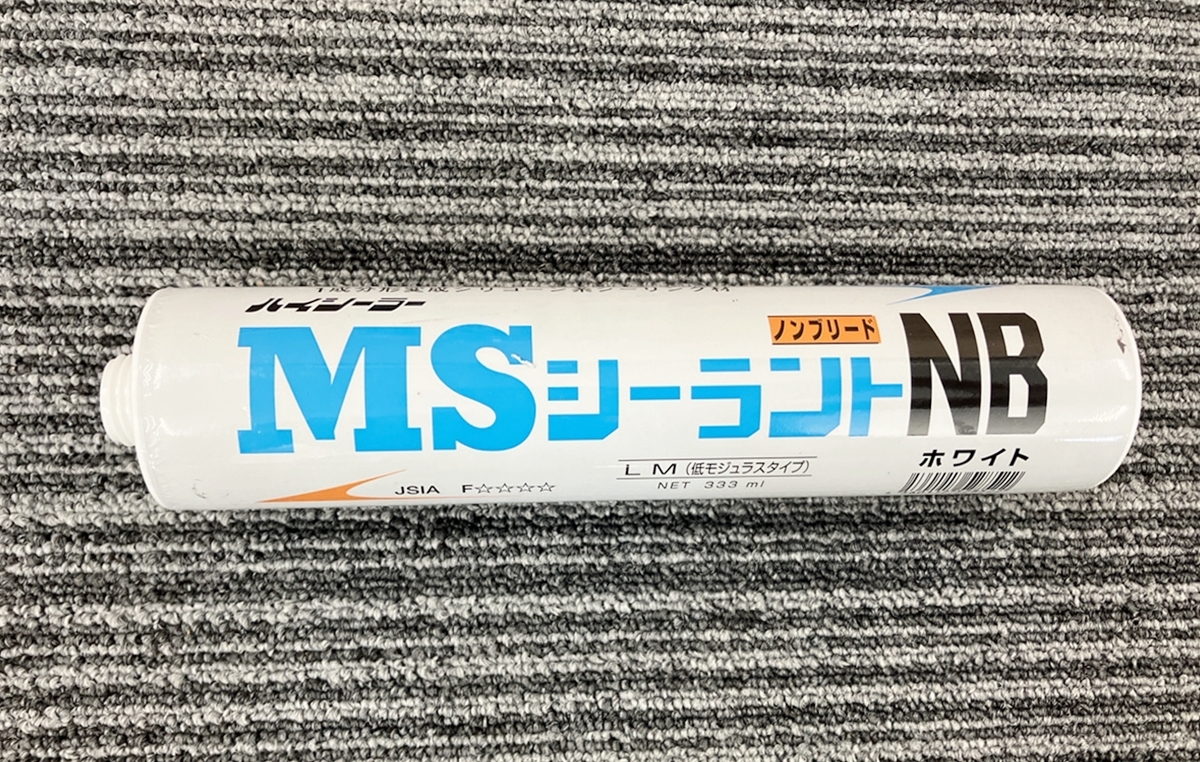 ハイシーラー
ノンブリード
MSシーラントNB
LM(低モジュラスタイプ)
ホワイト
NET 333 ml
JSIA F☆☆☆☆